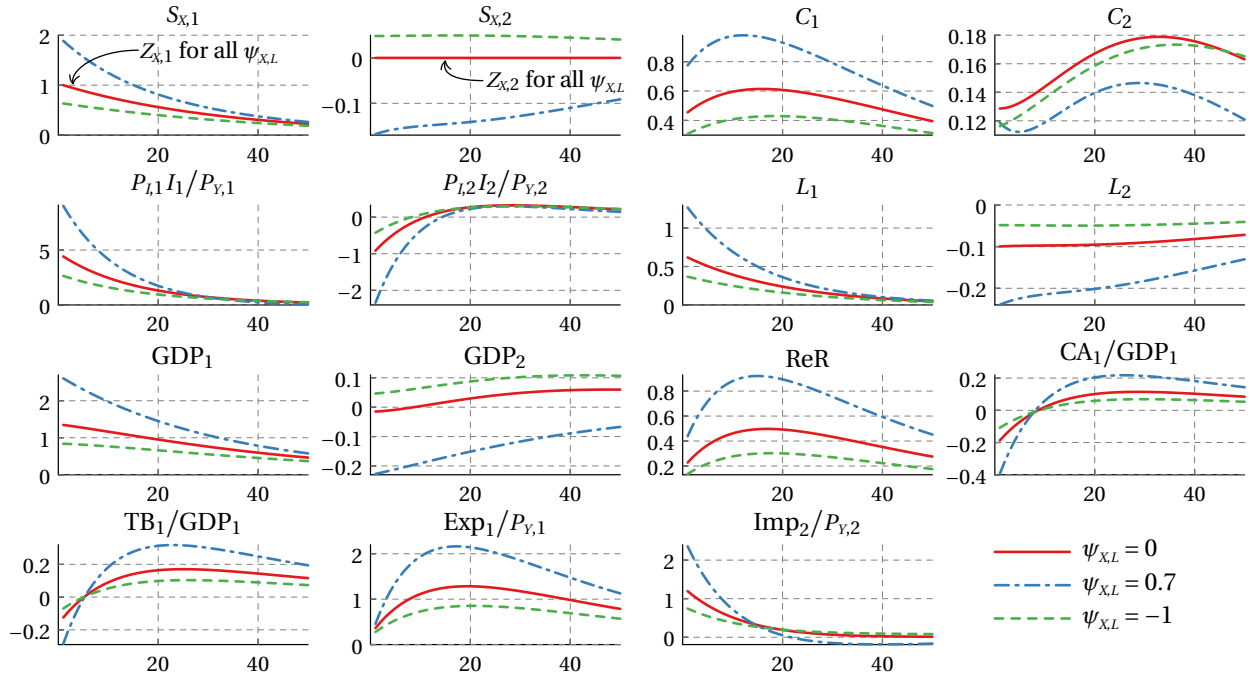 S_{X,1} S_{X,2} C_1 C_2
2 1 0 20 40
Z_{X,1} for all ψ_{X,L}
0 −0.1 20 40
Z_{X,2} for all ψ_{X,L}
0.8 0.6 0.4 20 40
0.18 0.16 0.14 0.12 20 40
P_{I,1} I_1/P_{Y,1} P_{I,2} I_2/P_{Y,2} L_1 L_2
5 0 20 40
0 −1 −2 20 40
1 0.5 0 20 40
0 −0.1 −0.2 20 40
GDP_1 GDP_2 ReR CA_1/GDP_1
2 1 0 20 40
0.1 0 −0.1 −0.2 20 40
0.8 0.6 0.4 0.2 20 40
0.2 0 −0.2 −0.4 20 40
TB_1/GDP_1 Exp_1/P_{Y,1} Imp_2/P_{Y,2}
0.2 0 −0.2 20 40
2 1 0 20 40
2 1 0 20 40
ψ_{X,L} = 0
ψ_{X,L} = 0.7
ψ_{X,L} = −1